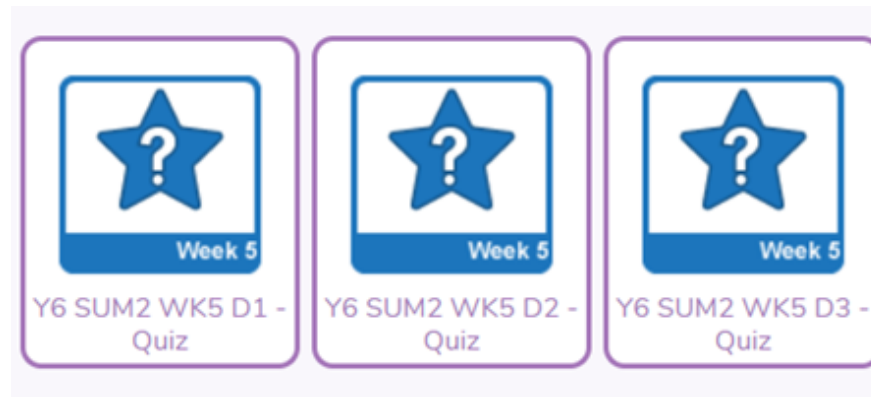 ?
Week 5
Y6 SUM2 WK5 D1 -
Quiz
?
Week 5
Y6 SUM2 WK5 D2 -
Quiz
?
Week 5
Y6 SUM2 WK5 D3 -
Quiz